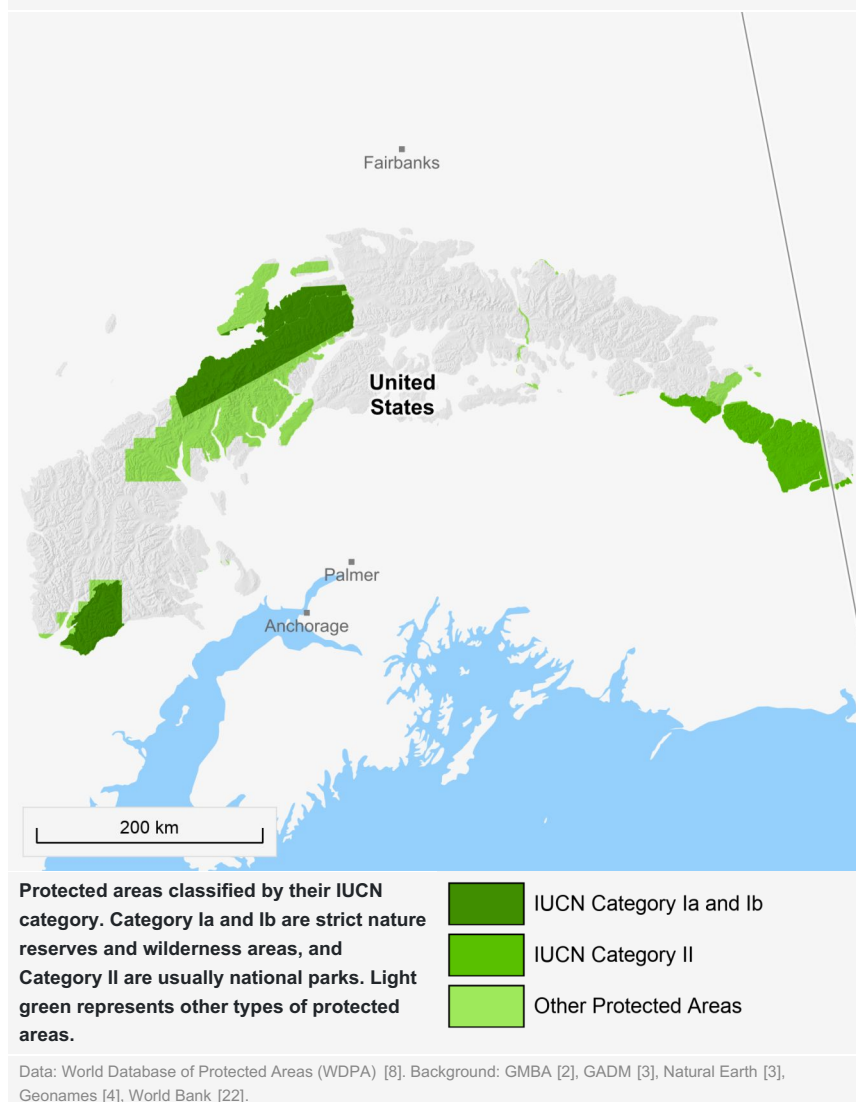 Fairbanks
United
States
Palmer
Anchorage
200 km
Protected areas classified by their IUCN
category. Category Ia and Ib are strict nature
reserves and wilderness areas, and
Category II are usually national parks. Light
green represents other types of protected
areas.
IUCN Category Ia and Ib
IUCN Category II
Other Protected Areas
Data: World Database of Protected Areas (WDPA) [8]. Background: GMBA [2], GADM [3], Natural Earth [3],
Geonames [4], World Bank [22].